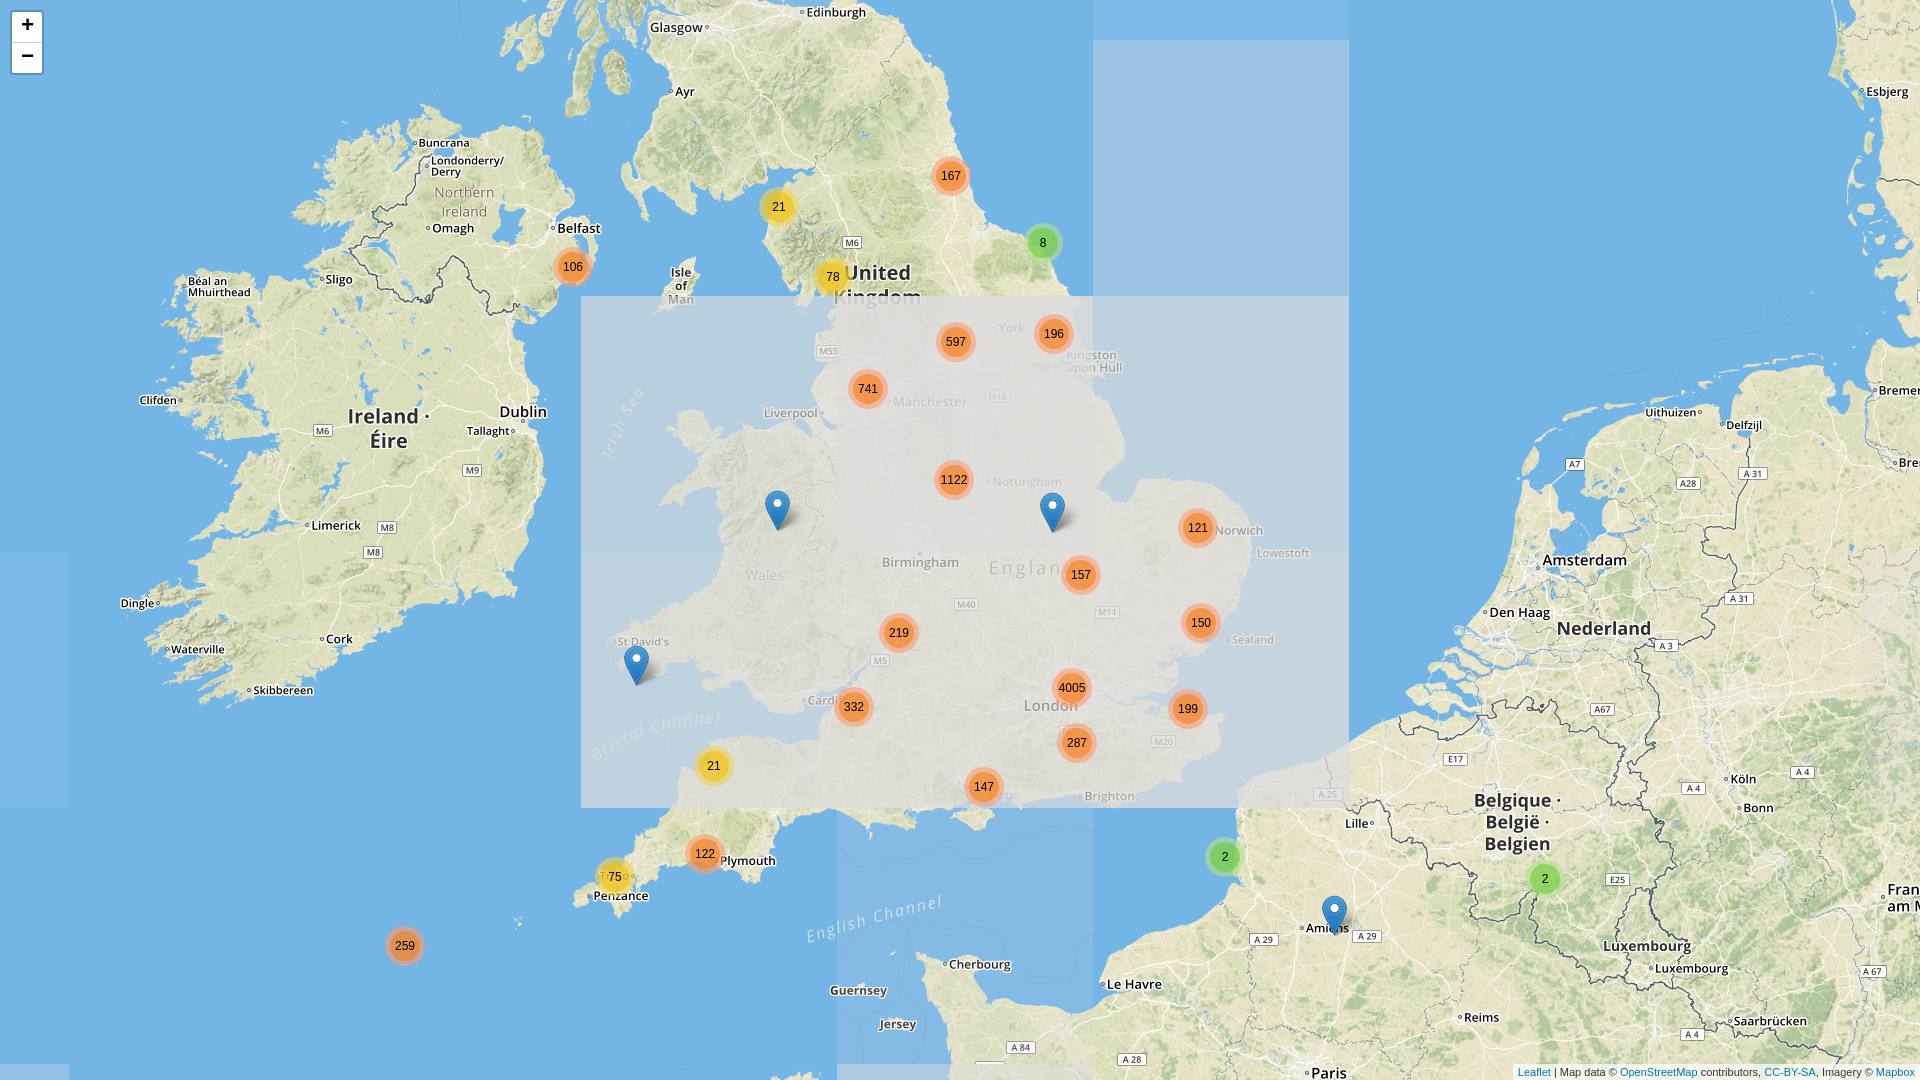 +
−
Edinburgh
Glasgow
Ayr
Esbjerg
Buncrana
Londonderry/
Derry
Northern
Ireland
Omagh
Belfast
167
21
8
M6
106
78
United
Kingdom
Isle
of
Man
Sligo
Béal an
Mhuirthead
York
196
597
M55
Kingston
upon Hull
741
Manchester
M18
Liverpool
Irish Sea
Clifden
Dublin
Ireland ·
Éire
Tallaght
M6
M9
Bremer
Uithuizen
Delfzijl
A7
A 31
A28
Bre
1122
Nottingham
Limerick
M8
M8
121
Norwich
Lowestoft
Birmingham
Englan
157
Wales
Amsterdam
Dingle
M40
M11
A 31
Den Haag
Nederland
150
Sealand
219
Cork
Waterville
St David's
M5
A 3
Skibbereen
4005
London
Cardif
332
199
A67
Bristol Channel
287
M20
E17
21
147
Brighton
A 25
Köln
A 4
A 4
Bonn
Belgique ·
België ·
Belgien
Lille
122
Plymouth
2
75
Penzance
2
E25
Fran
am M
English Channel
Amiens
A 29
A 29
259
Luxembourg
Luxembourg
A 67
Cherbourg
Le Havre
Guernsey
Jersey
Reims
Saarbrücken
A 84
A 28
A 4
Paris
Leaflet | Map data © OpenStreetMap contributors, CC-BY-SA, Imagery © Mapbox